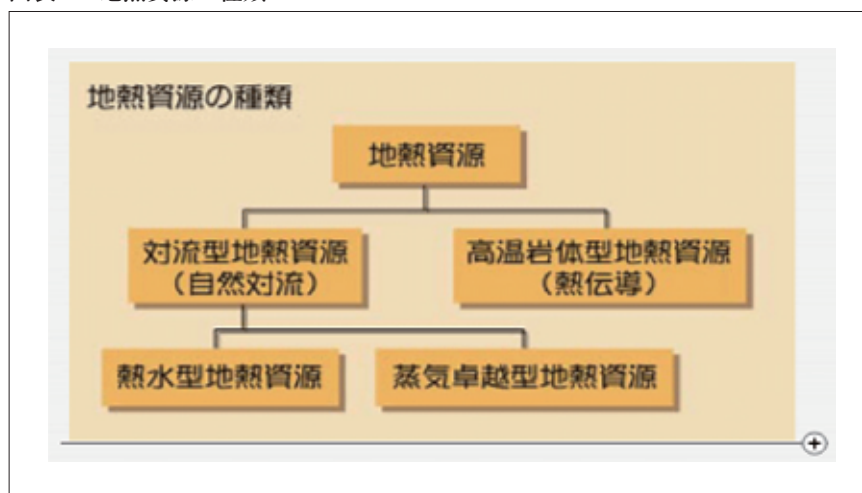 地熱資源の種類
地熱資源
対流型地熱資源
（自然対流）
高温岩体型地熱資源
（熱伝導）
熱水型地熱資源
蒸気卓越型地熱資源